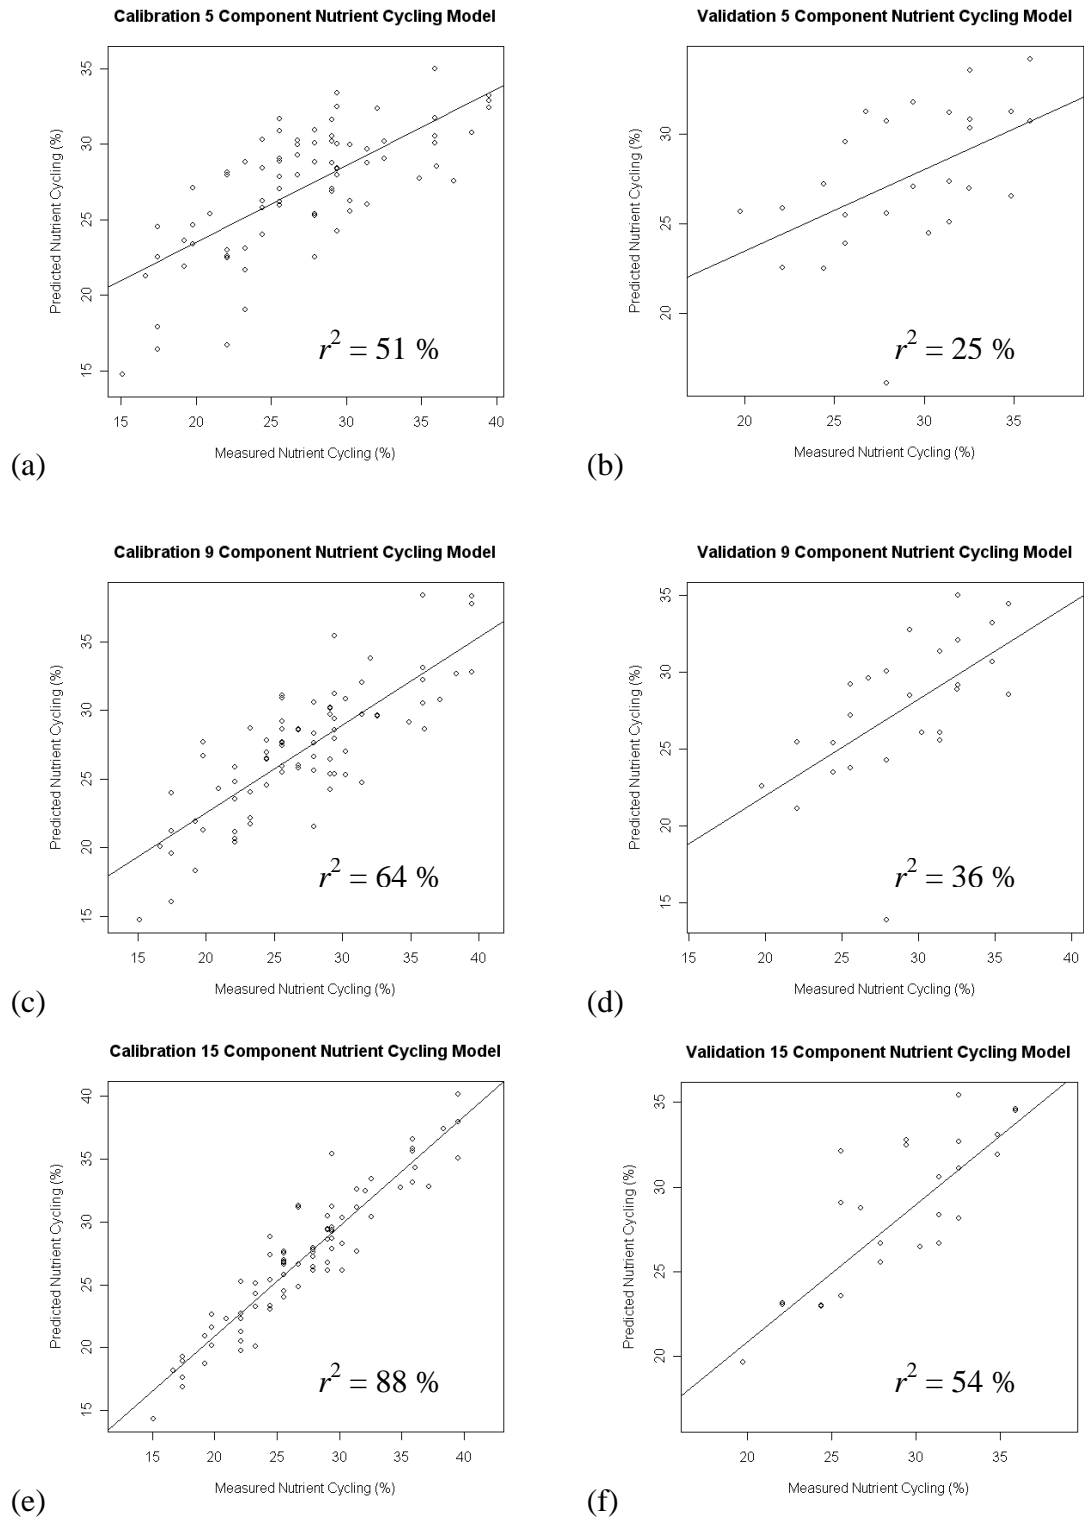 Calibration 5 Component Nutrient Cycling Model
Predicted Nutrient Cycling (%)
35
30
25
20
15
r² = 51 %
15 20 25 30 35 40
Measured Nutrient Cycling (%)
(a)
Validation 5 Component Nutrient Cycling Model
Predicted Nutrient Cycling (%)
30
25
20
r² = 25 %
20 25 30 35
Measured Nutrient Cycling (%)
(b)
Calibration 9 Component Nutrient Cycling Model
Predicted Nutrient Cycling (%)
35
30
25
20
15
r² = 64 %
15 20 25 30 35 40
Measured Nutrient Cycling (%)
(c)
Validation 9 Component Nutrient Cycling Model
Predicted Nutrient Cycling (%)
35
30
25
20
15
r² = 36 %
15 20 25 30 35 40
Measured Nutrient Cycling (%)
(d)
Calibration 15 Component Nutrient Cycling Model
Predicted Nutrient Cycling (%)
40
35
30
25
20
15
r² = 88 %
15 20 25 30 35 40
Measured Nutrient Cycling (%)
(e)
Validation 15 Component Nutrient Cycling Model
Predicted Nutrient Cycling (%)
35
30
25
20
r² = 54 %
20 25 30 35
Measured Nutrient Cycling (%)
(f)